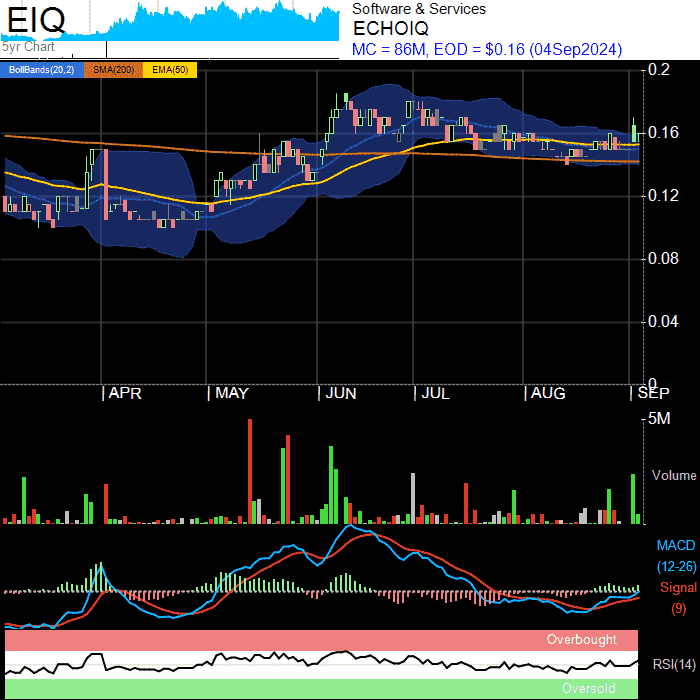 EIQ
5yr Chart
Software & Services
ECHOIQ
MC = 86M, EOD = $0.16 (04Sep2024)
BollBands(20,2) SMA(200) EMA(50)
0.2
0.16
0.12
0.08
0.04
0
APR MAY JUN JUL AUG SEP
5M
Volume
MACD
(12-26)
Signal
(9)
Overbought
RSI(14)
Oversold